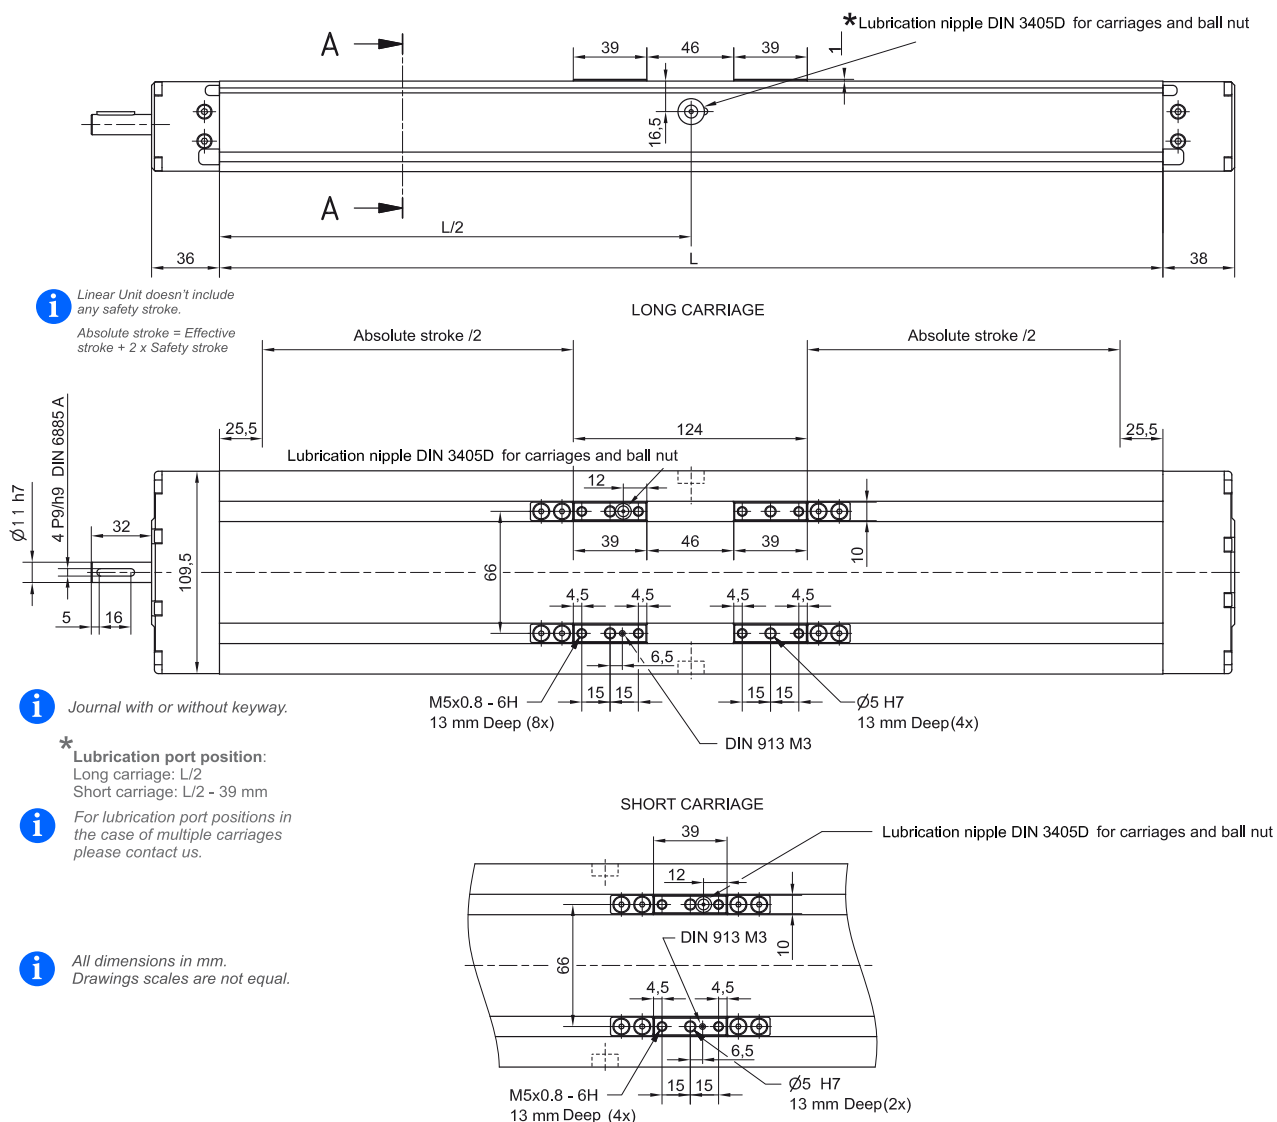 *Lubrication nipple DIN 3405D for carriages and ball nut
A
39
46
39
1
16,5
A
L/2
36
L
38
i
Linear Unit doesn't include
any safety stroke.
Absolute stroke = Effective
stroke + 2 x Safety stroke
LONG CARRIAGE
Absolute stroke /2
Absolute stroke /2
25,5
124
25,5
Lubrication nipple DIN 3405D for carriages and ball nut
12
Ø11 h7
4 P9/h9 DIN 6885 A
32
109,5
39
46
39
10
66
5
16
4,5
4,5
4,5
4,5
6,5
15
15
15
15
M5x0.8 - 6H
13 mm Deep (8x)
Ø5 H7
13 mm Deep(4x)
DIN 913 M3
i
Journal with or without keyway.
*
Lubrication port position:
Long carriage: L/2
Short carriage: L/2 - 39 mm
i
For lubrication port positions in
the case of multiple carriages
please contact us.
SHORT CARRIAGE
39
Lubrication nipple DIN 3405D for carriages and ball nut
12
DIN 913 M3
10
66
i
All dimensions in mm.
Drawings scales are not equal.
4,5
4,5
6,5
15
15
M5x0.8 - 6H
13 mm Deep (4x)
Ø5 H7
13 mm Deep(2x)